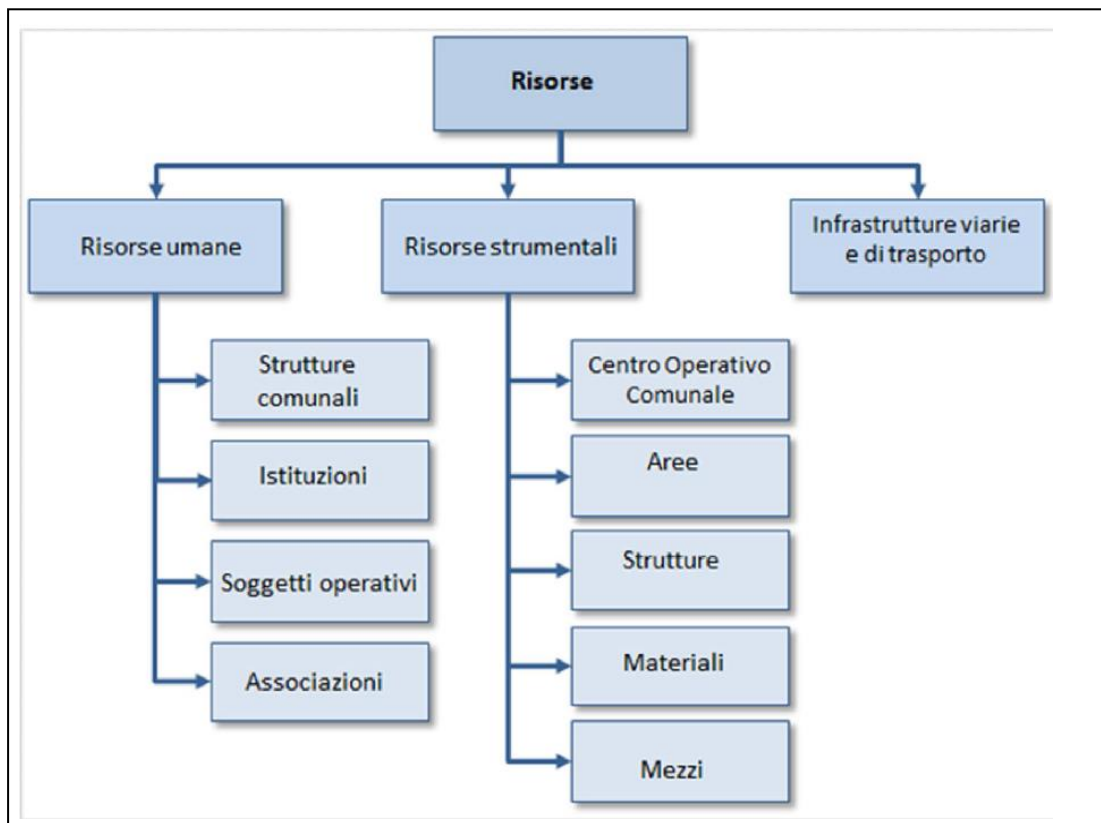 Risorse
Risorse umane
Risorse strumentali
Infrastrutture viarie
e di trasporto
Strutture
comunali
Istituzioni
Soggetti operativi
Associazioni
Centro Operativo
Comunale
Aree
Strutture
Materiali
Mezzi